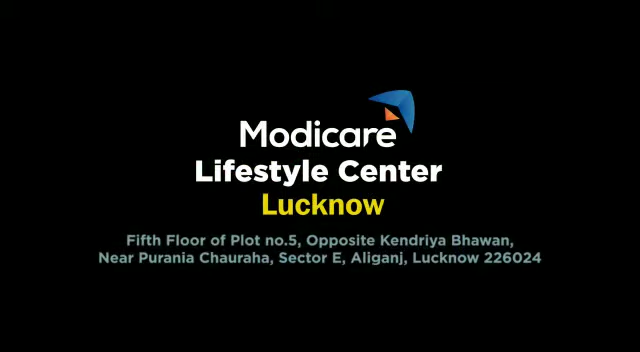 Modicare
Lifestyle Center
Lucknow
Fifth Floor of Plot no.5, Opposite Kendriya Bhawan,
Near Purania Chauraha, Sector E, Aliganj, Lucknow 226024